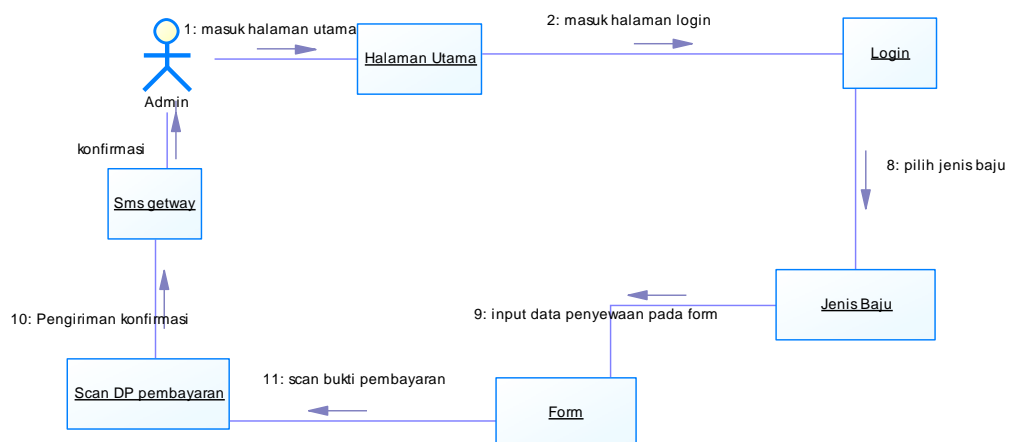 1: masuk halaman utama
2: masuk halaman login
Halaman Utama
Login
Admin
konfirmasi
8: pilih jenis baju
Sms getway
Jenis Baju
9: input data penyewaan pada form
10: Pengiriman konfirmasi
11: scan bukti pembayaran
Scan DP pembayaran
Form